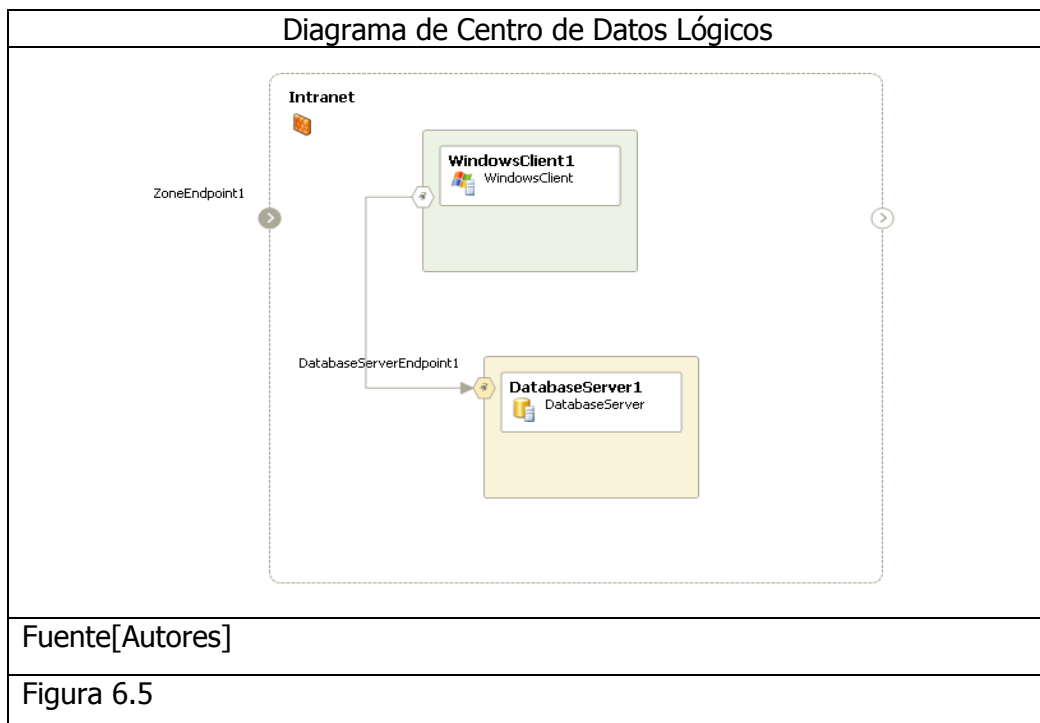 Diagrama de Centro de Datos Lógicos
Intranet
WindowsClient1
WindowsClient
ZoneEndpoint1
DatabaseServerEndpoint1
DatabaseServer1
DatabaseServer
Fuente[Autores]
Figura 6.5